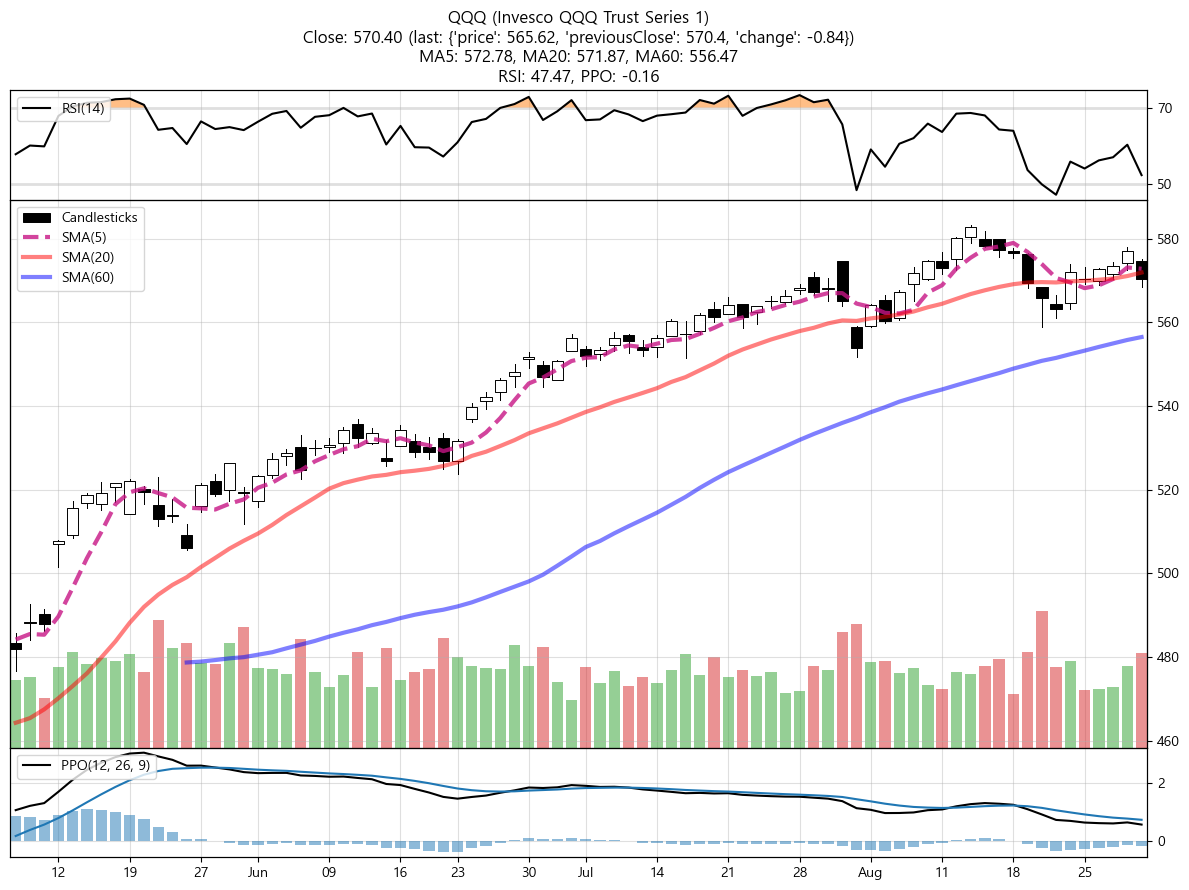 QQQ (Invesco QQQ Trust Series 1)
Close: 570.40 (last: {'price': 565.62, 'previousClose': 570.4, 'change': -0.84})
MA5: 572.78, MA20: 571.87, MA60: 556.47
RSI: 47.47, PPO: -0.16
RSI(14)
70
50
Candlesticks
SMA(5)
SMA(20)
SMA(60)
580
560
540
520
500
480
460
PPO(12, 26, 9)
2
0
12 19 27 Jun 09 16 23 30 Jul 14 21 28 Aug 11 18 25